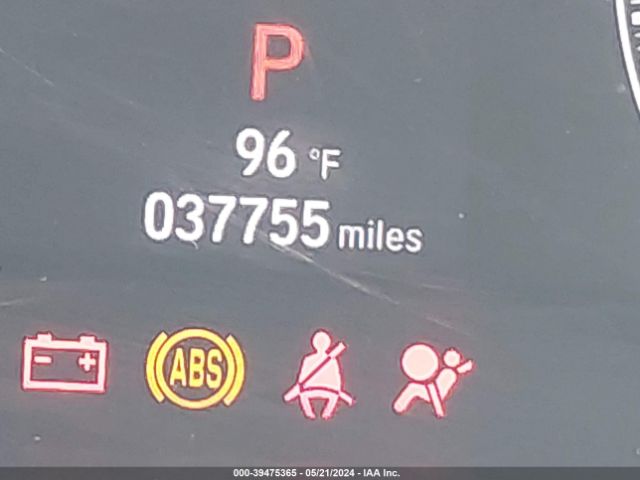 P
96 °F
037755 miles
ABS
000-39475365 - 05/21/2024 - IAA Inc.